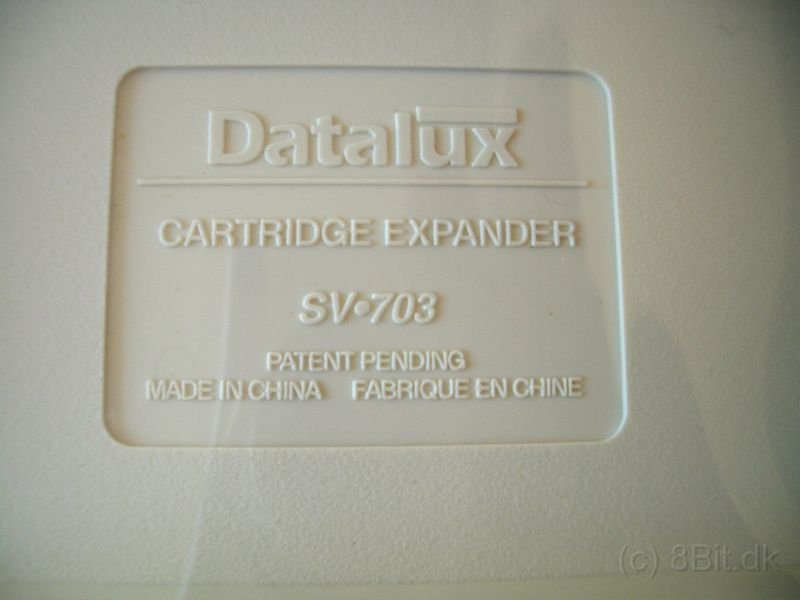 Datalux
CARTRIDGE EXPANDER
SV•703
PATENT PENDING
MADE IN CHINA FABRIQUE EN CHINE
(c) 8Bit.dk